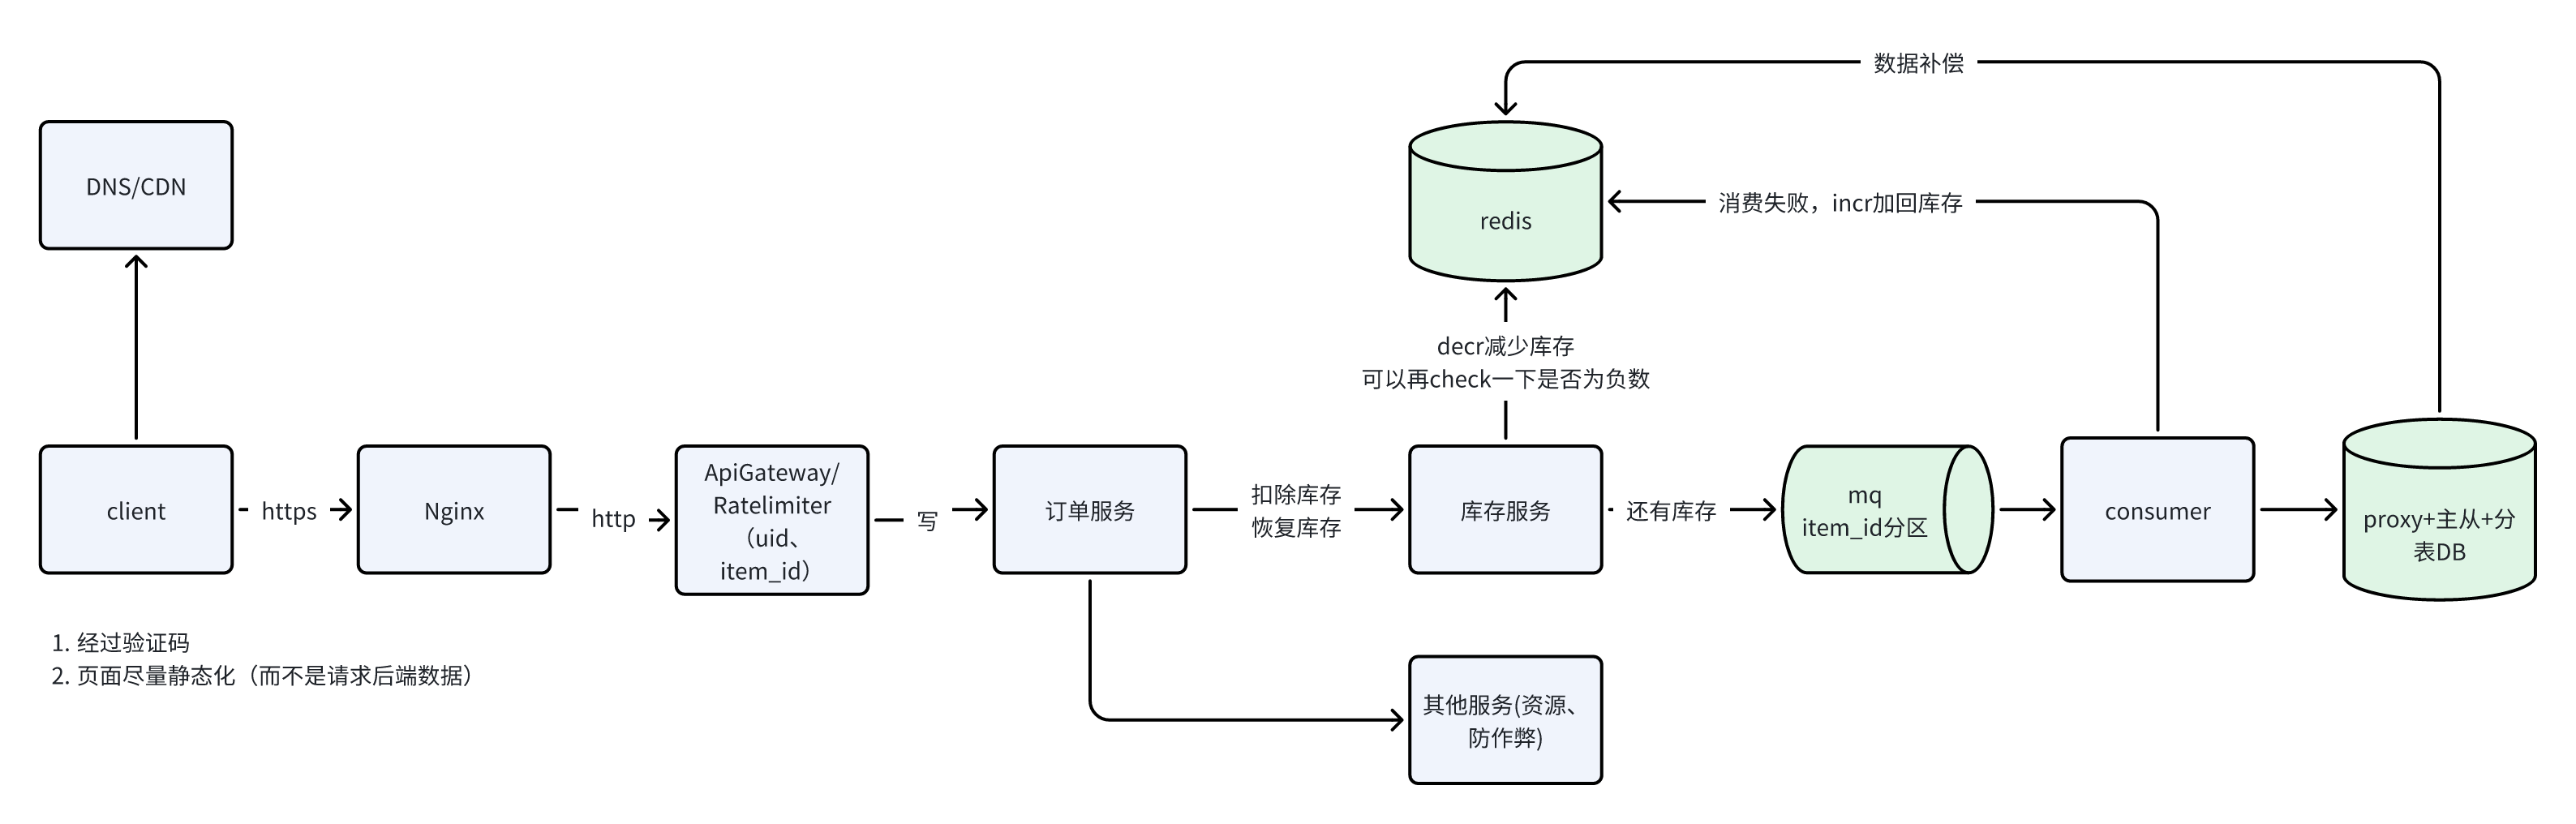 数据补偿
DNS/CDN
redis
消费失败，incr加回库存
decr减少库存
可以再check一下是否为负数
client
https
Nginx
http
ApiGateway/
Ratelimiter
（uid、
item_id）
写
订单服务
扣除库存
恢复库存
库存服务
还有库存
mq
item_id分区
consumer
proxy+主从+分
表DB
1. 经过验证码
2. 页面尽量静态化（而不是请求后端数据）
其他服务(资源、
防作弊)